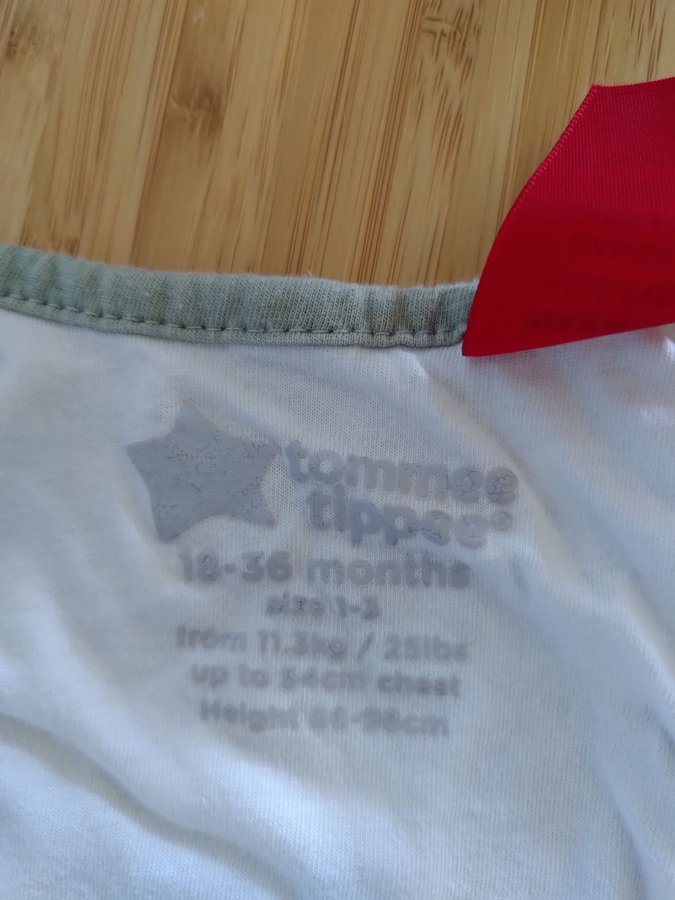 tommee
tippee®
18-36 months
size 1-3
from 11.3kg / 25lbs
up to 54cm chest
Height 86-98cm